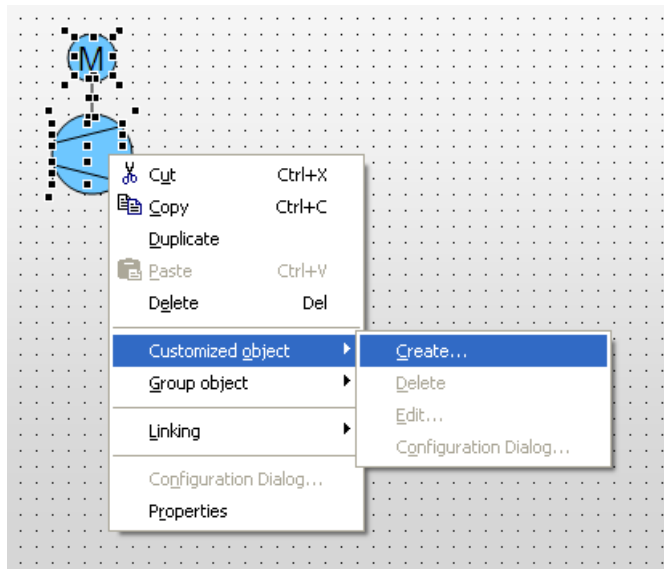 M
Cut Ctrl+X
Copy Ctrl+C
Duplicate
Paste Ctrl+V
Delete Del
Customized object
Create...
Group object
Delete
Edit...
Linking
Configuration Dialog...
Configuration Dialog...
Properties